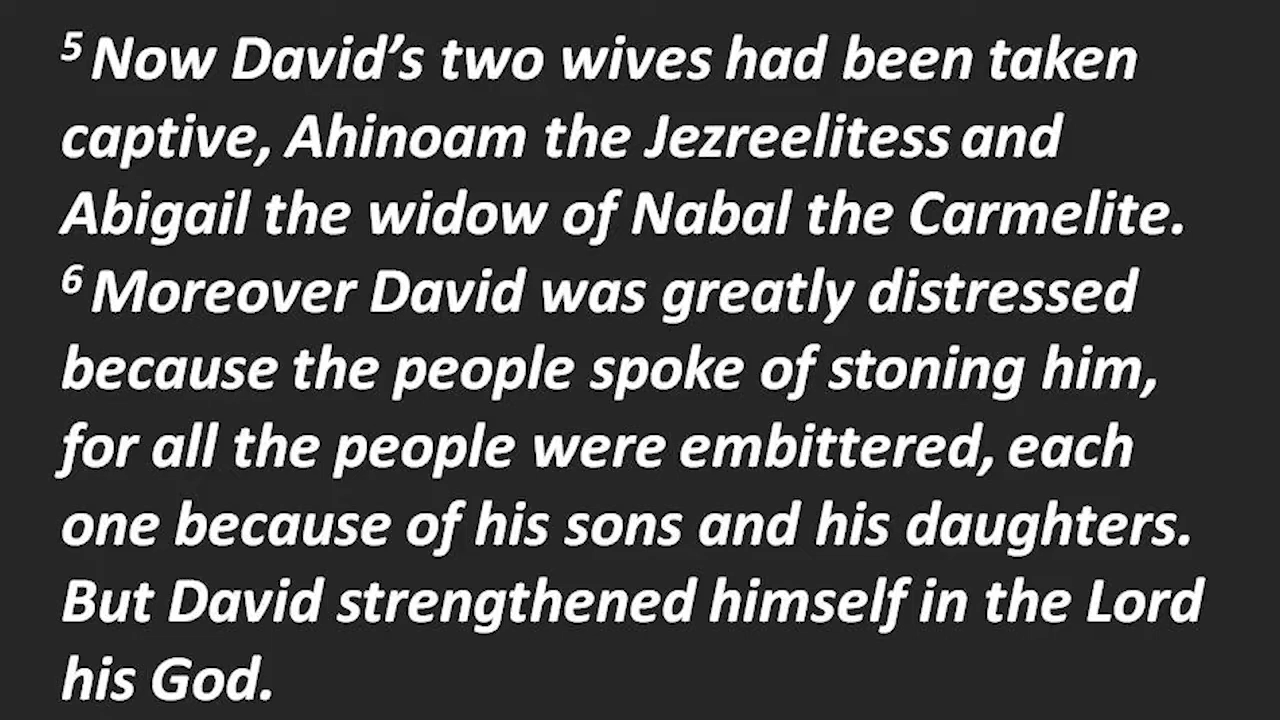 5 Now David’s two wives had been taken
captive, Ahinoam the Jezreelitess and
Abigail the widow of Nabal the Carmelite.
6 Moreover David was greatly distressed
because the people spoke of stoning him,
for all the people were embittered, each
one because of his sons and his daughters.
But David strengthened himself in the Lord
his God.